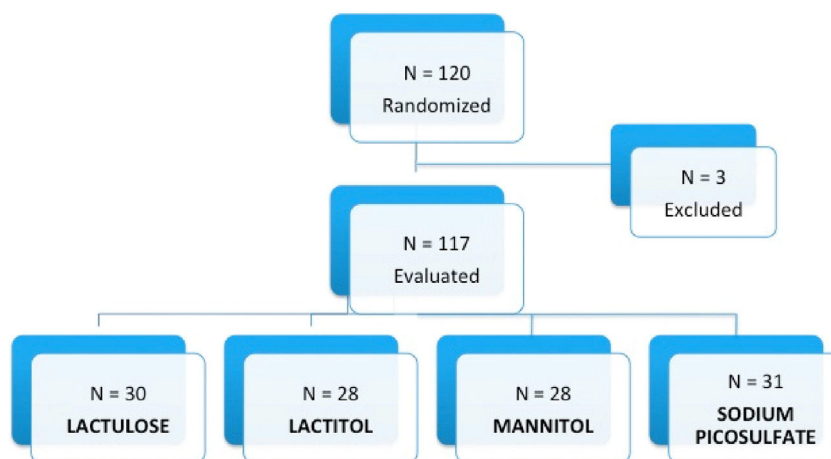 N = 120
Randomized
N = 3
Excluded
N = 117
Evaluated
N = 30
LACTULOSE
N = 28
LACTITOL
N = 28
MANNITOL
N = 31
SODIUM
PICOSULFATE